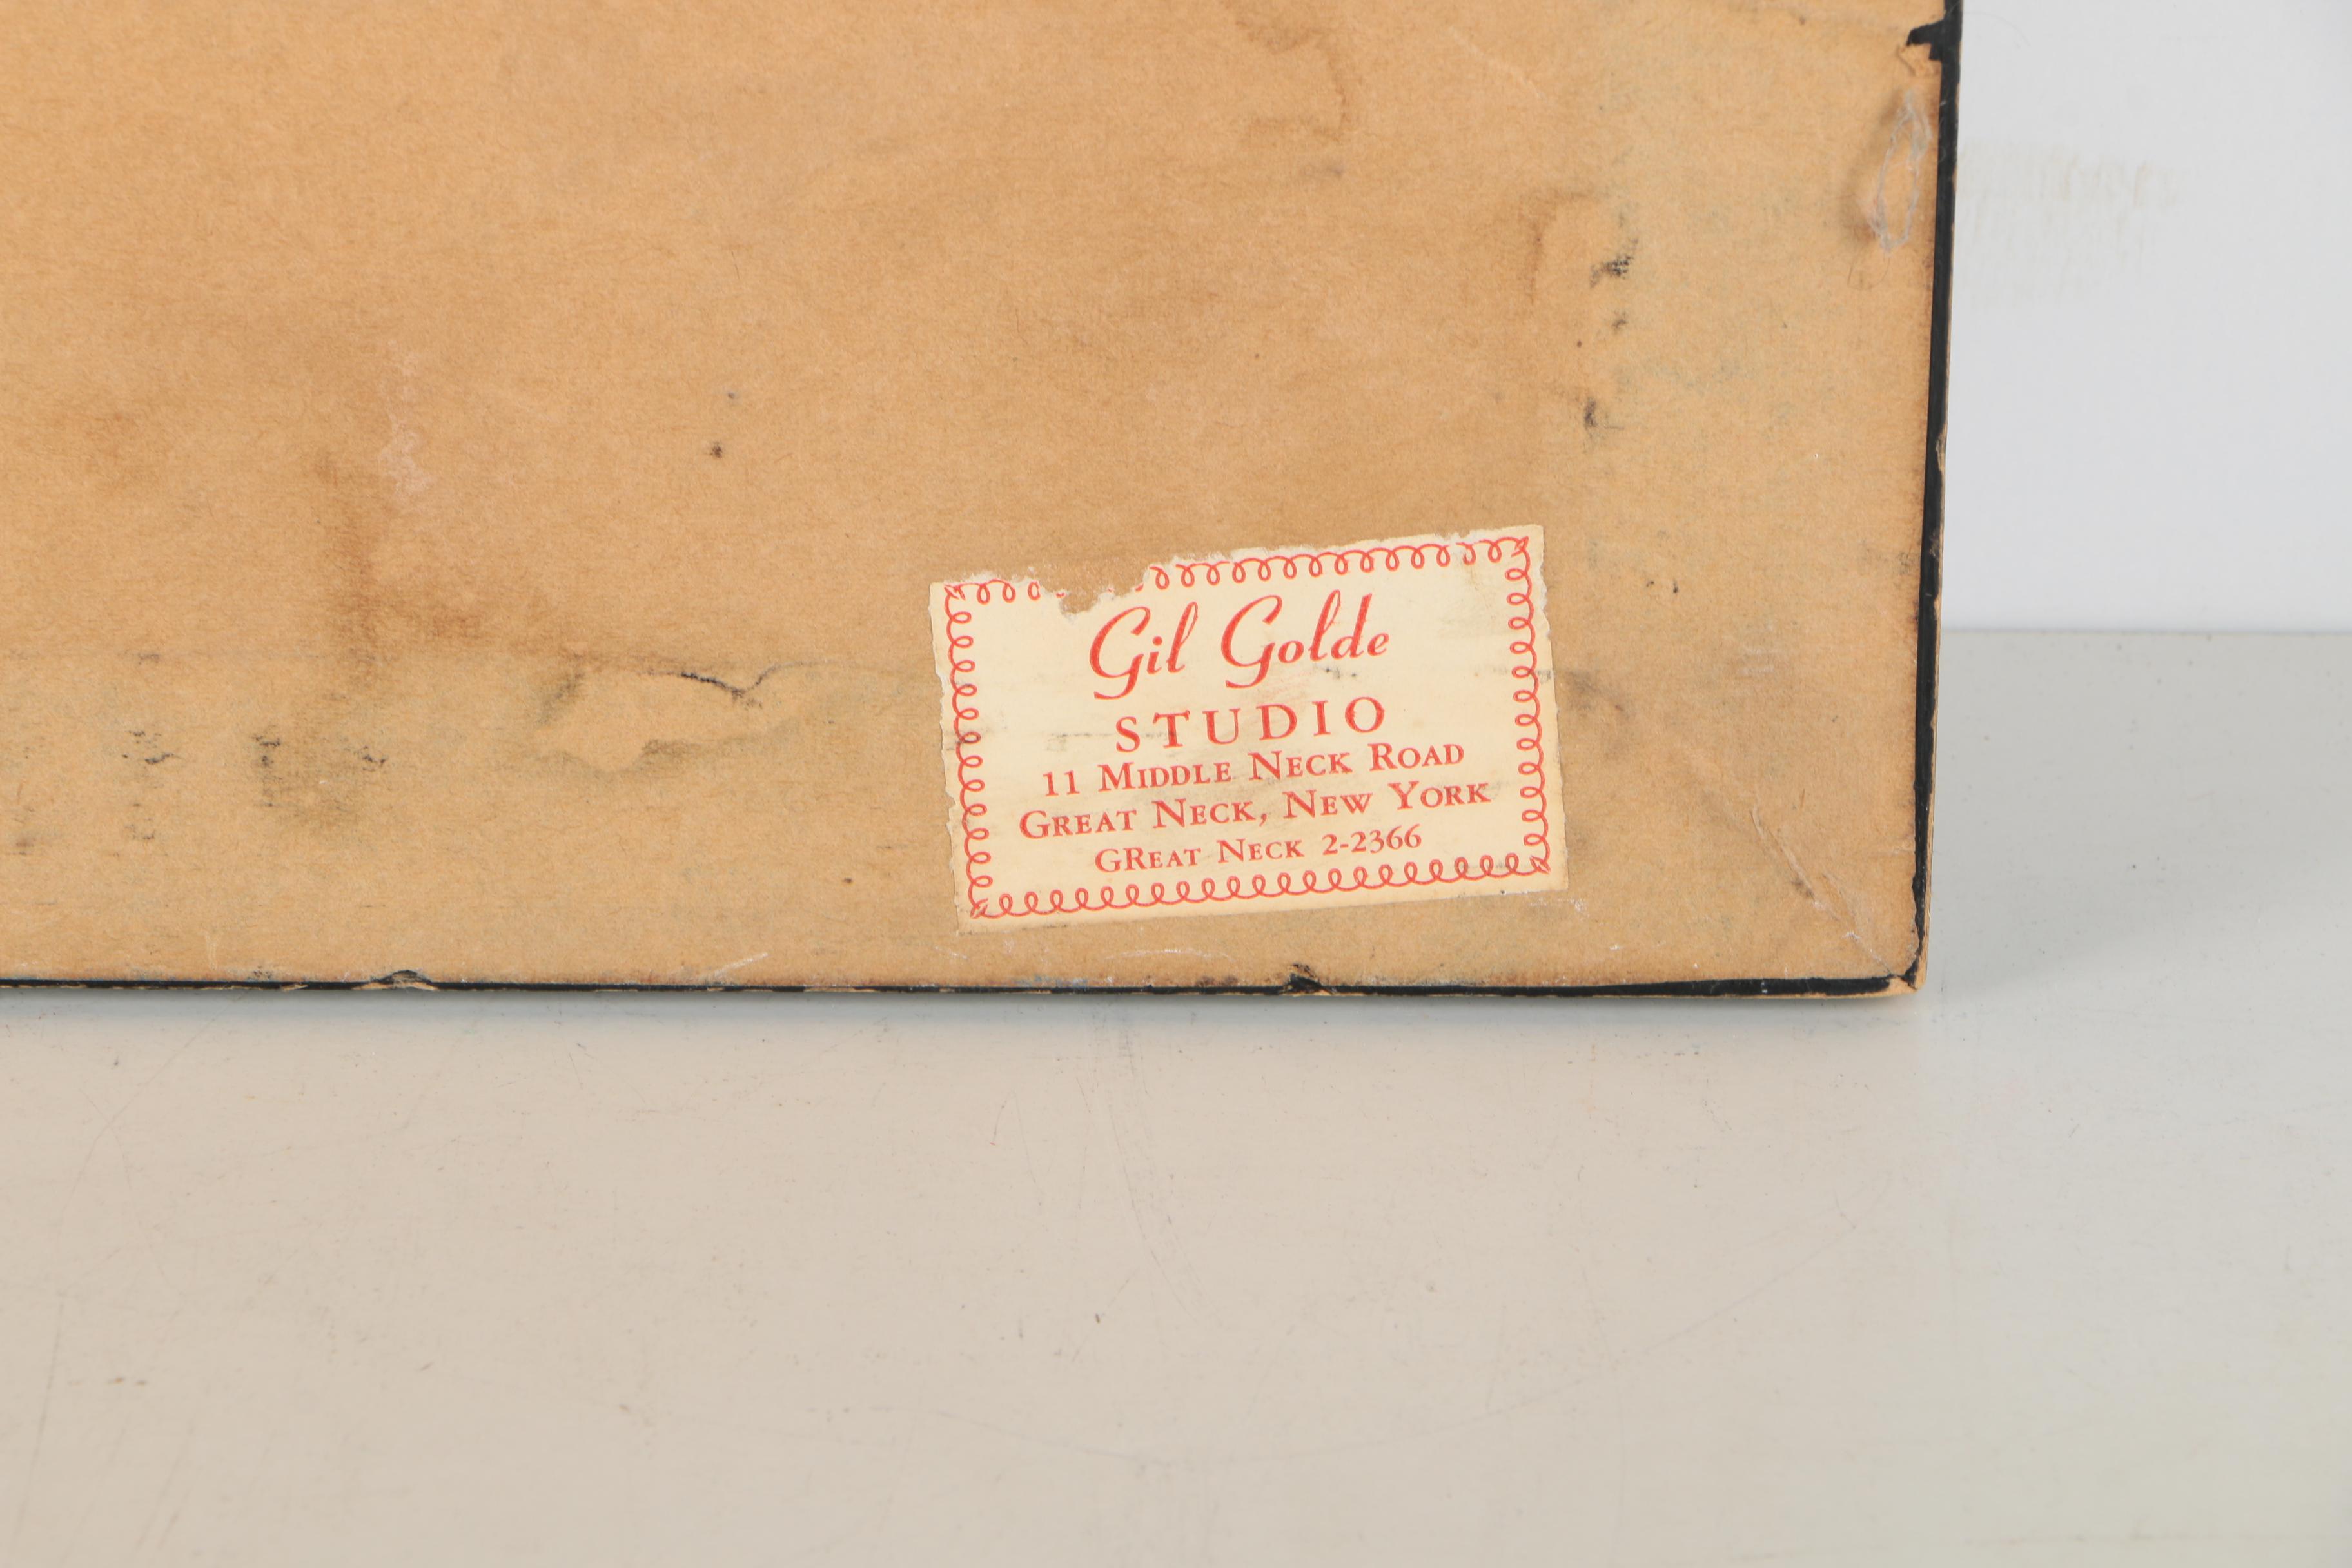 Gil Golde
STUDIO
11 MIDDLE NECK ROAD
GREAT NECK, NEW YORK
GREAT NECK 2-2366